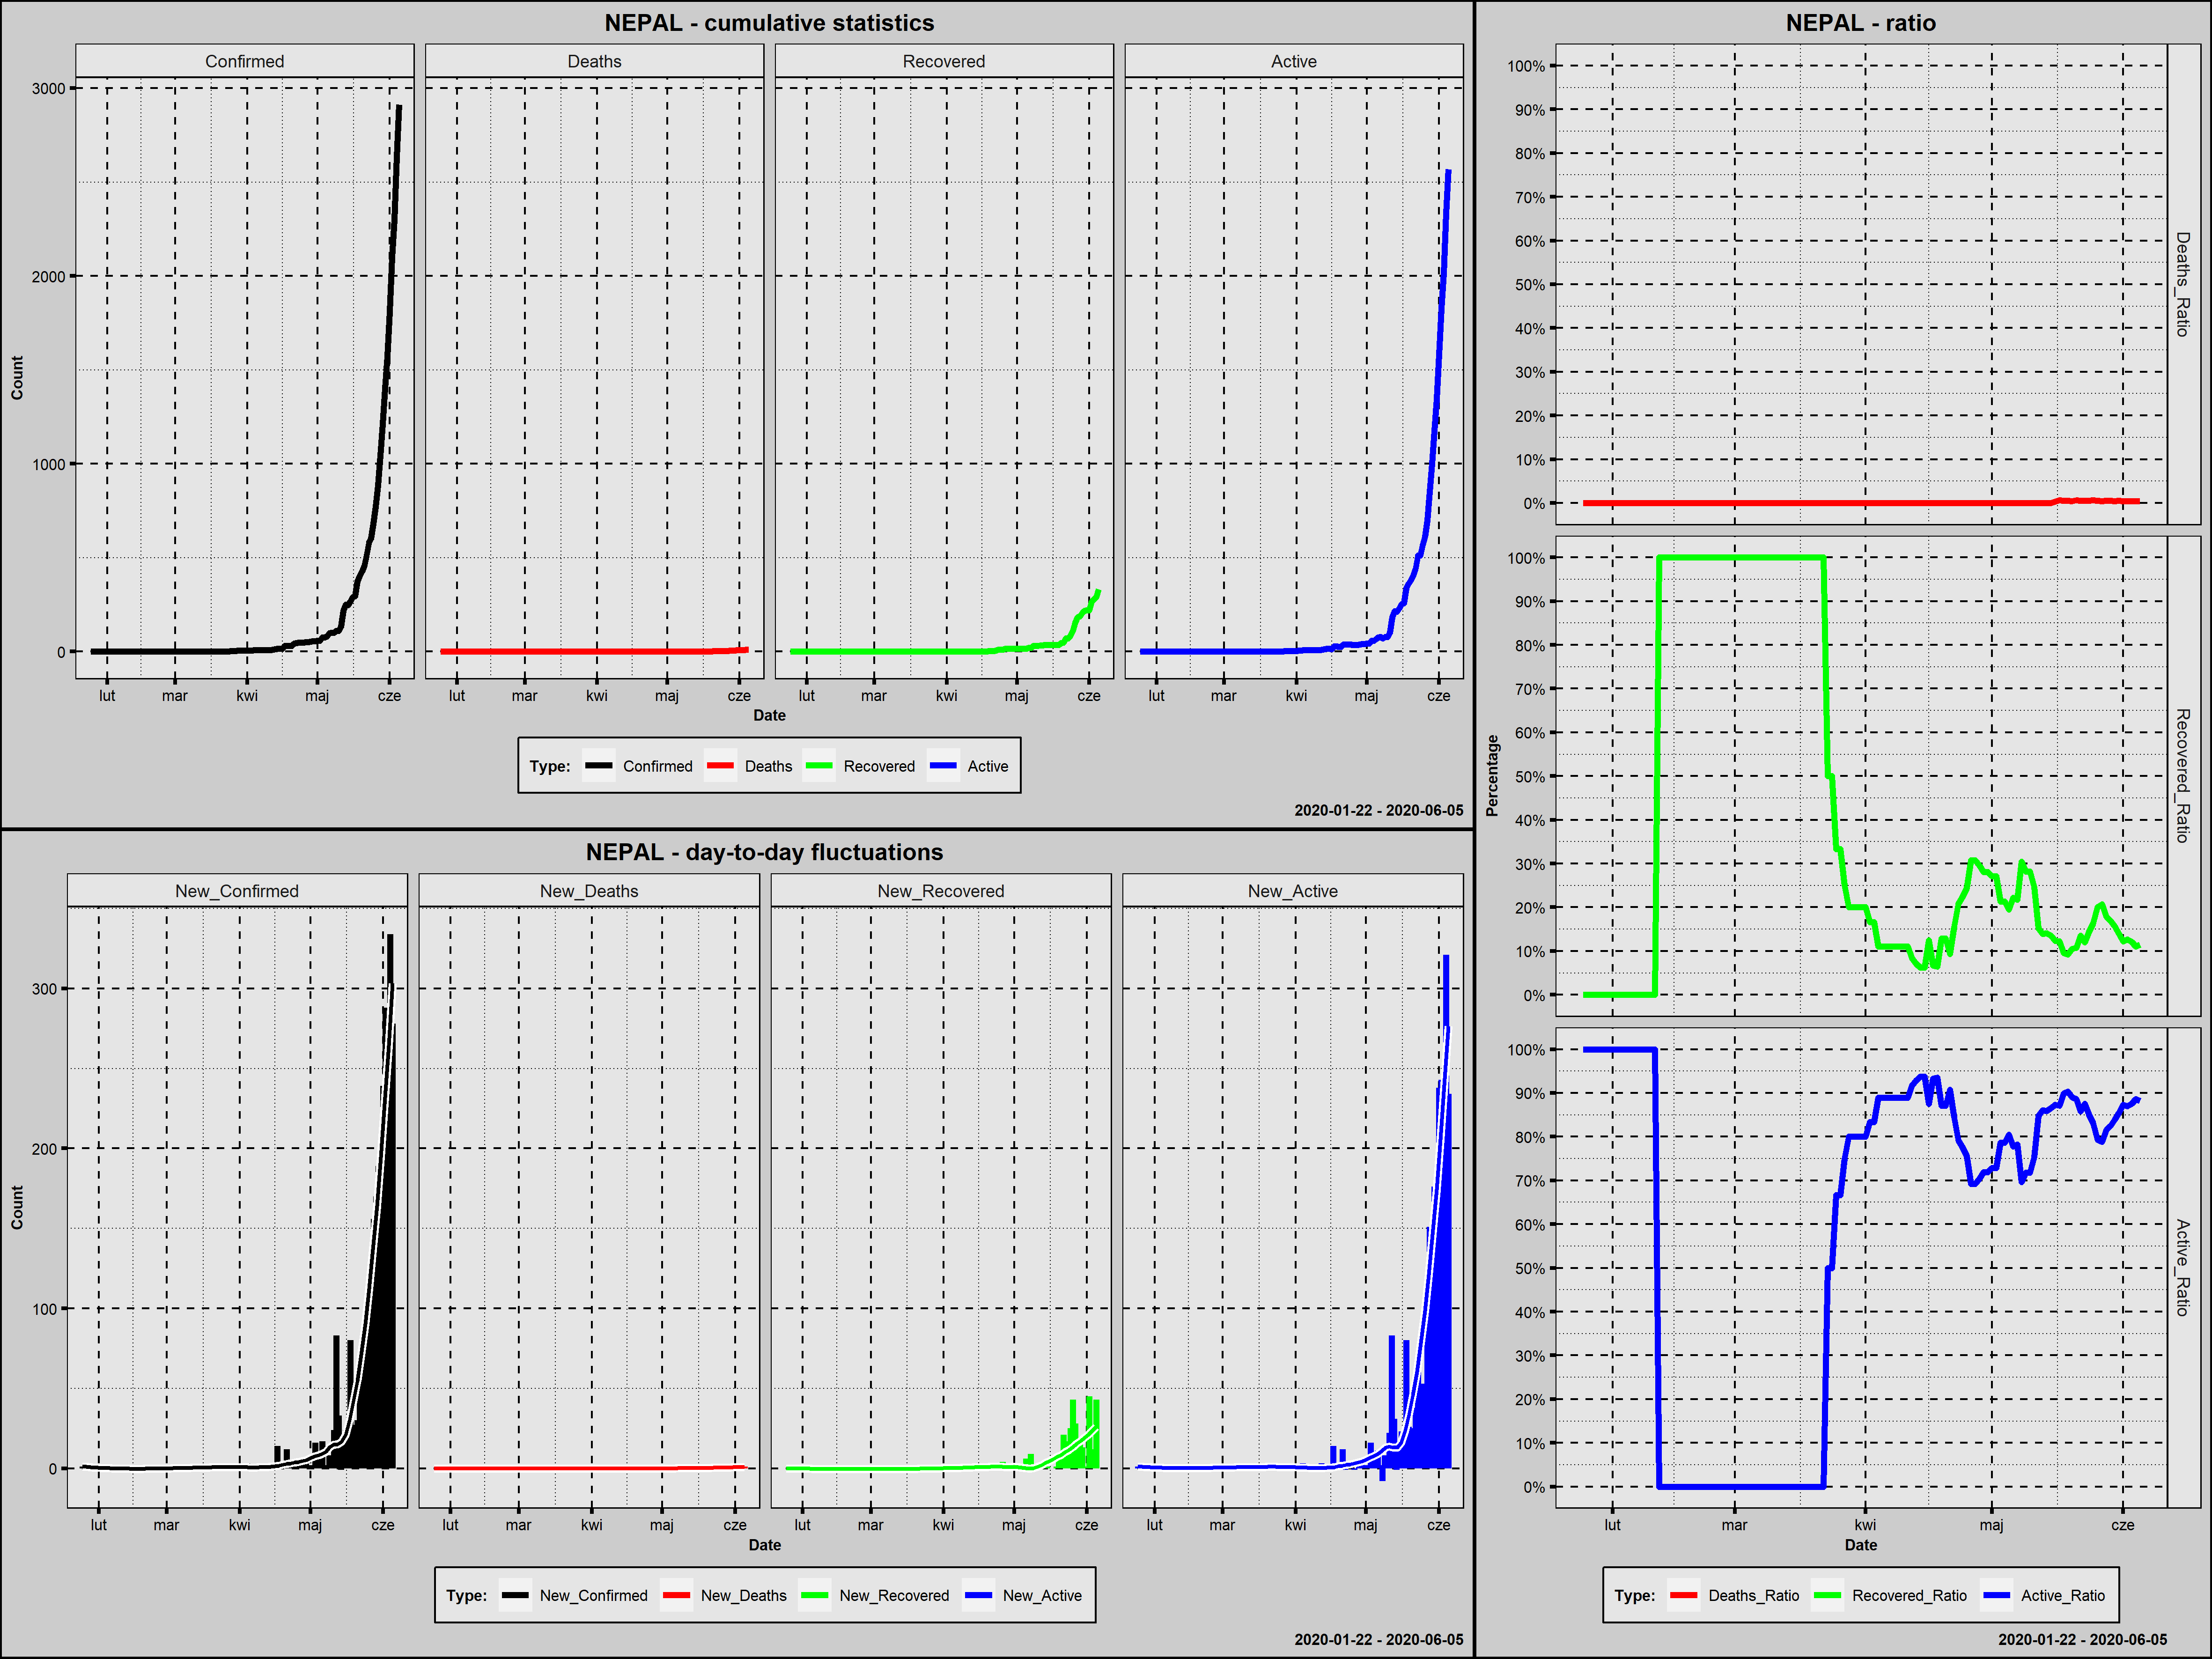 NEPAL - cumulative statistics
Confirmed Deaths Recovered Active
3000
2000
1000
0
Count
lut mar kwi maj cze lut mar kwi maj cze lut mar kwi maj cze lut mar kwi maj cze
Date
Type: Confirmed Deaths Recovered Active
2020-01-22 - 2020-06-05
NEPAL - day-to-day fluctuations
New_Confirmed New_Deaths New_Recovered New_Active
300
200
100
0
Count
lut mar kwi maj cze lut mar kwi maj cze lut mar kwi maj cze lut mar kwi maj cze
Date
Type: New_Confirmed New_Deaths New_Recovered New_Active
2020-01-22 - 2020-06-05
NEPAL - ratio
100%
90%
80%
70%
60%
50%
40%
30%
20%
10%
0%
Deaths_Ratio
100%
90%
80%
70%
60%
50%
40%
30%
20%
10%
0%
Recovered_Ratio
Percentage
100%
90%
80%
70%
60%
50%
40%
30%
20%
10%
0%
Active_Ratio
lut mar kwi maj cze
Date
Type: Deaths_Ratio Recovered_Ratio Active_Ratio
2020-01-22 - 2020-06-05